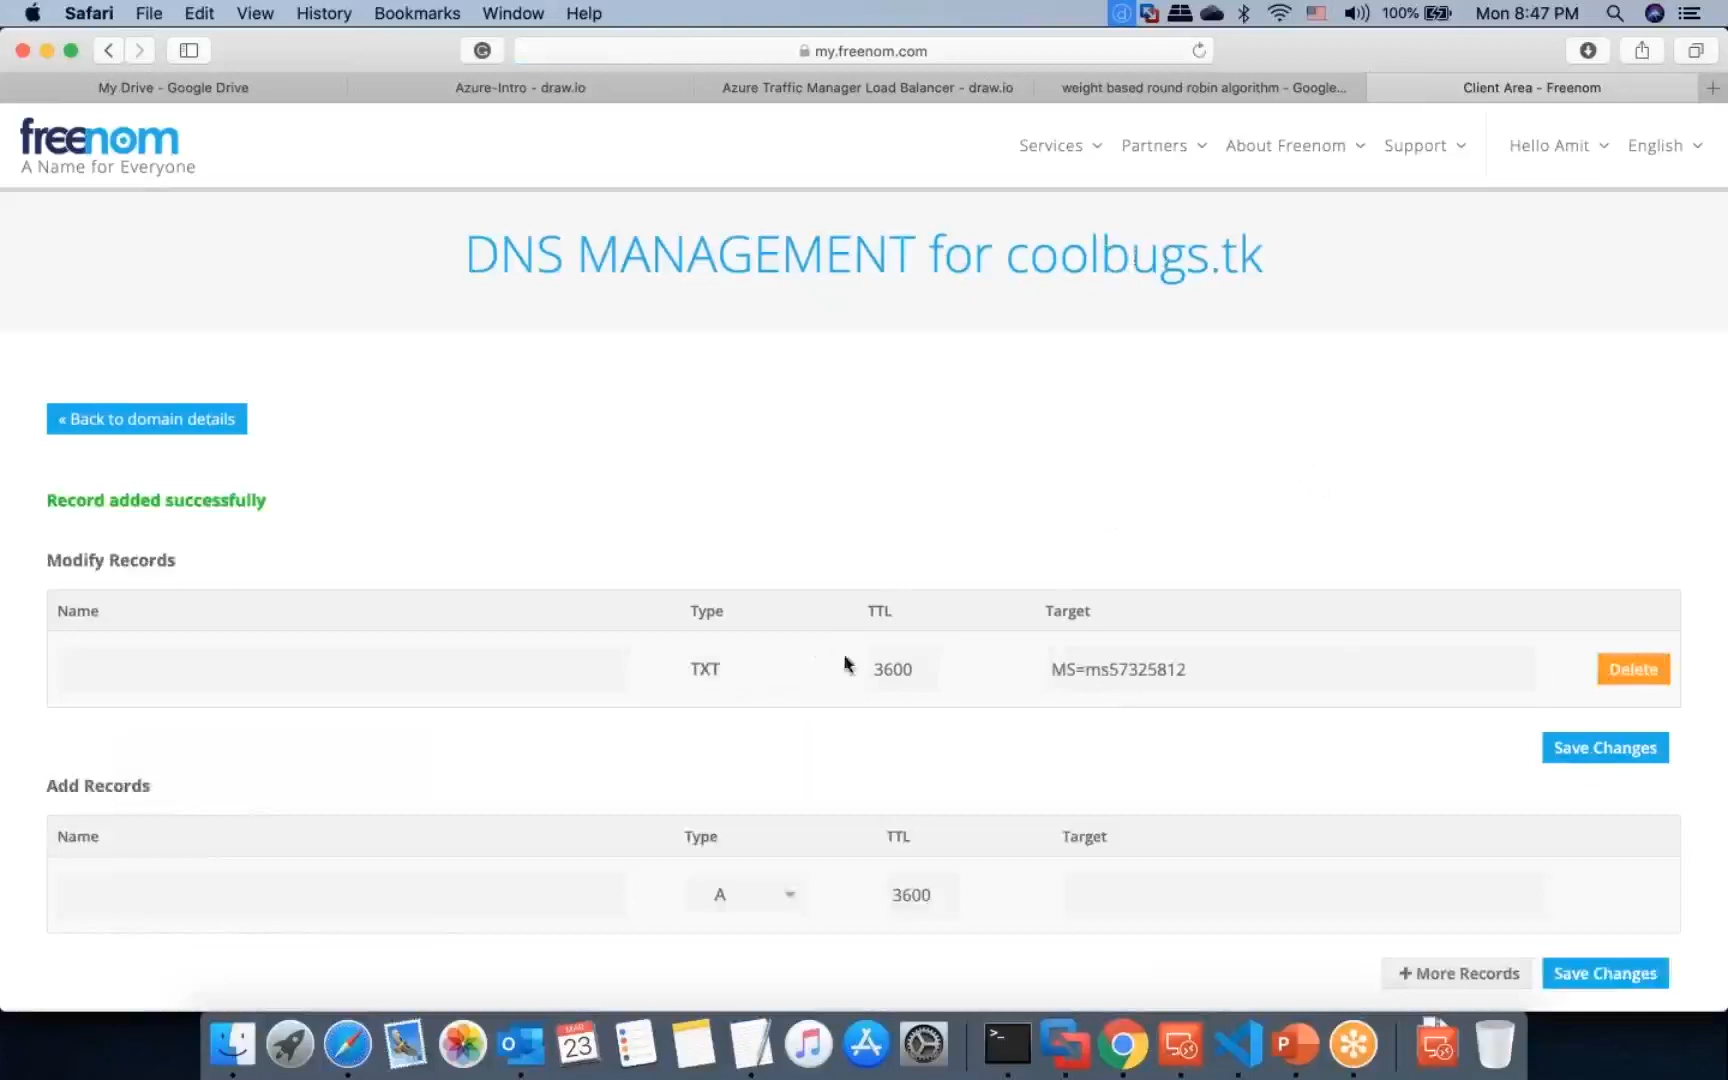 Safari File Edit View History Bookmarks Window Help 100% Mon 8:47 PM
my.freenom.com
My Drive - Google Drive Azure-Intro - draw.io Azure Traffic Manager Load Balancer - draw.io weight based round robin algorithm - Google... Client Area - Freenom
freenom
A Name for Everyone
Services Partners About Freenom Support Hello Amit English
DNS MANAGEMENT for coolbugs.tk
« Back to domain details
Record added successfully
Modify Records
Name Type TTL Target
TXT 3600 MS=ms57325812 Delete
Save Changes
Add Records
Name Type TTL Target
A 3600
+ More Records Save Changes
MAR
23